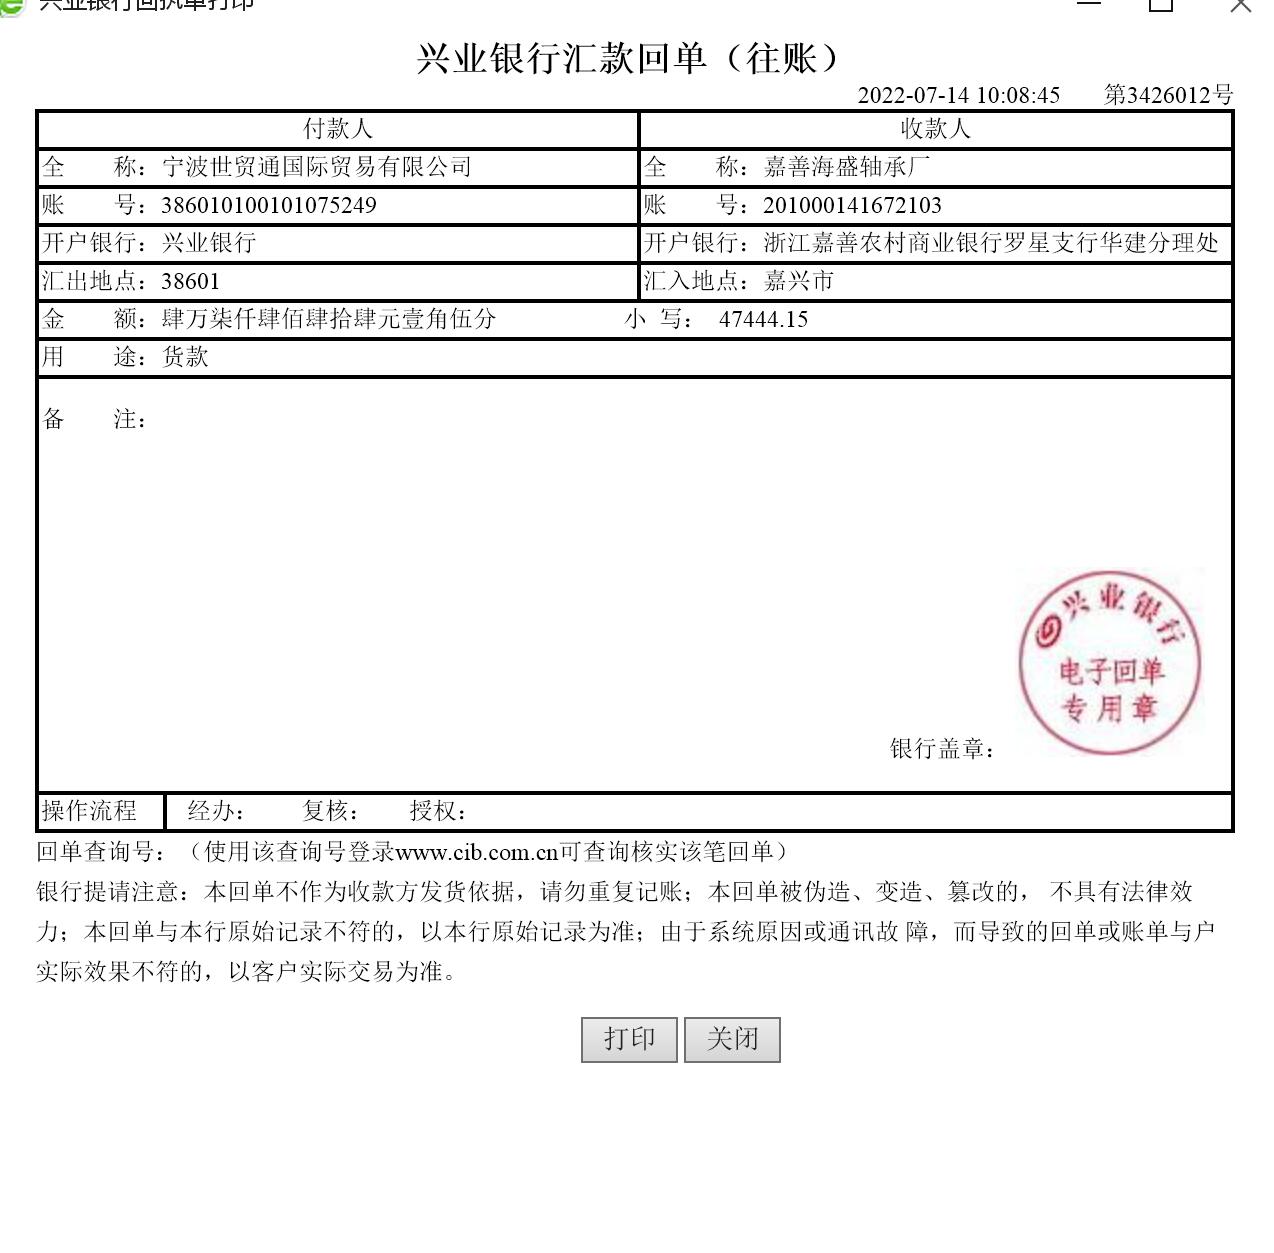 兴业银行回执单打印
兴业银行汇款回单（往账）
2022-07-14 10:08:45 第3426012号
付款人 收款人
全 称：宁波世贸通国际贸易有限公司 全 称：嘉善海盛轴承厂
账 号：386010100101075249 账 号：201000141672103
开户银行：兴业银行 开户银行：浙江嘉善农村商业银行罗星支行华建分理处
汇出地点：38601 汇入地点：嘉兴市
金 额：肆万柒仟肆佰肆拾肆元壹角伍分 小 写： 47444.15
用 途：货款
备 注：
兴业银行
电子回单
专用章
银行盖章：
操作流程 经办： 复核： 授权：
回单查询号：（使用该查询号登录www.cib.com.cn可查询核实该笔回单）
银行提请注意：本回单不作为收款方发货依据，请勿重复记账；本回单被伪造、变造、篡改的， 不具有法律效
力；本回单与本行原始记录不符的，以本行原始记录为准；由于系统原因或通讯故 障，而导致的回单或账单与户
实际效果不符的，以客户实际交易为准。
打印 关闭